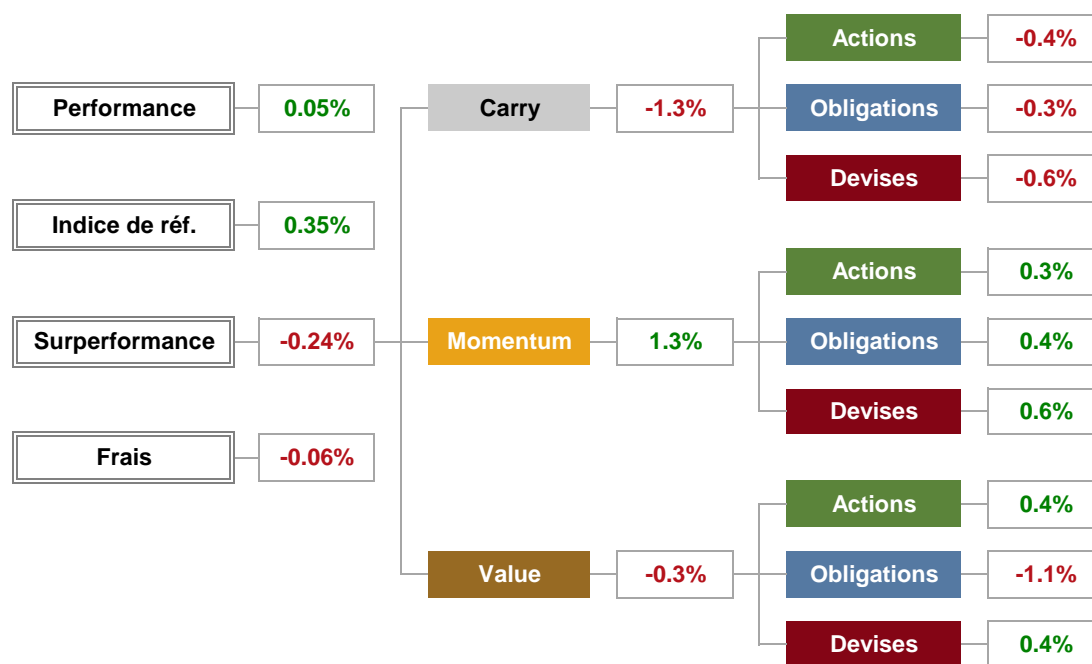 Performance 0.05%
Indice de réf. 0.35%
Surperformance -0.24%
Frais -0.06%
Carry -1.3%
Actions -0.4%
Obligations -0.3%
Devises -0.6%
Momentum 1.3%
Actions 0.3%
Obligations 0.4%
Devises 0.6%
Value -0.3%
Actions 0.4%
Obligations -1.1%
Devises 0.4%